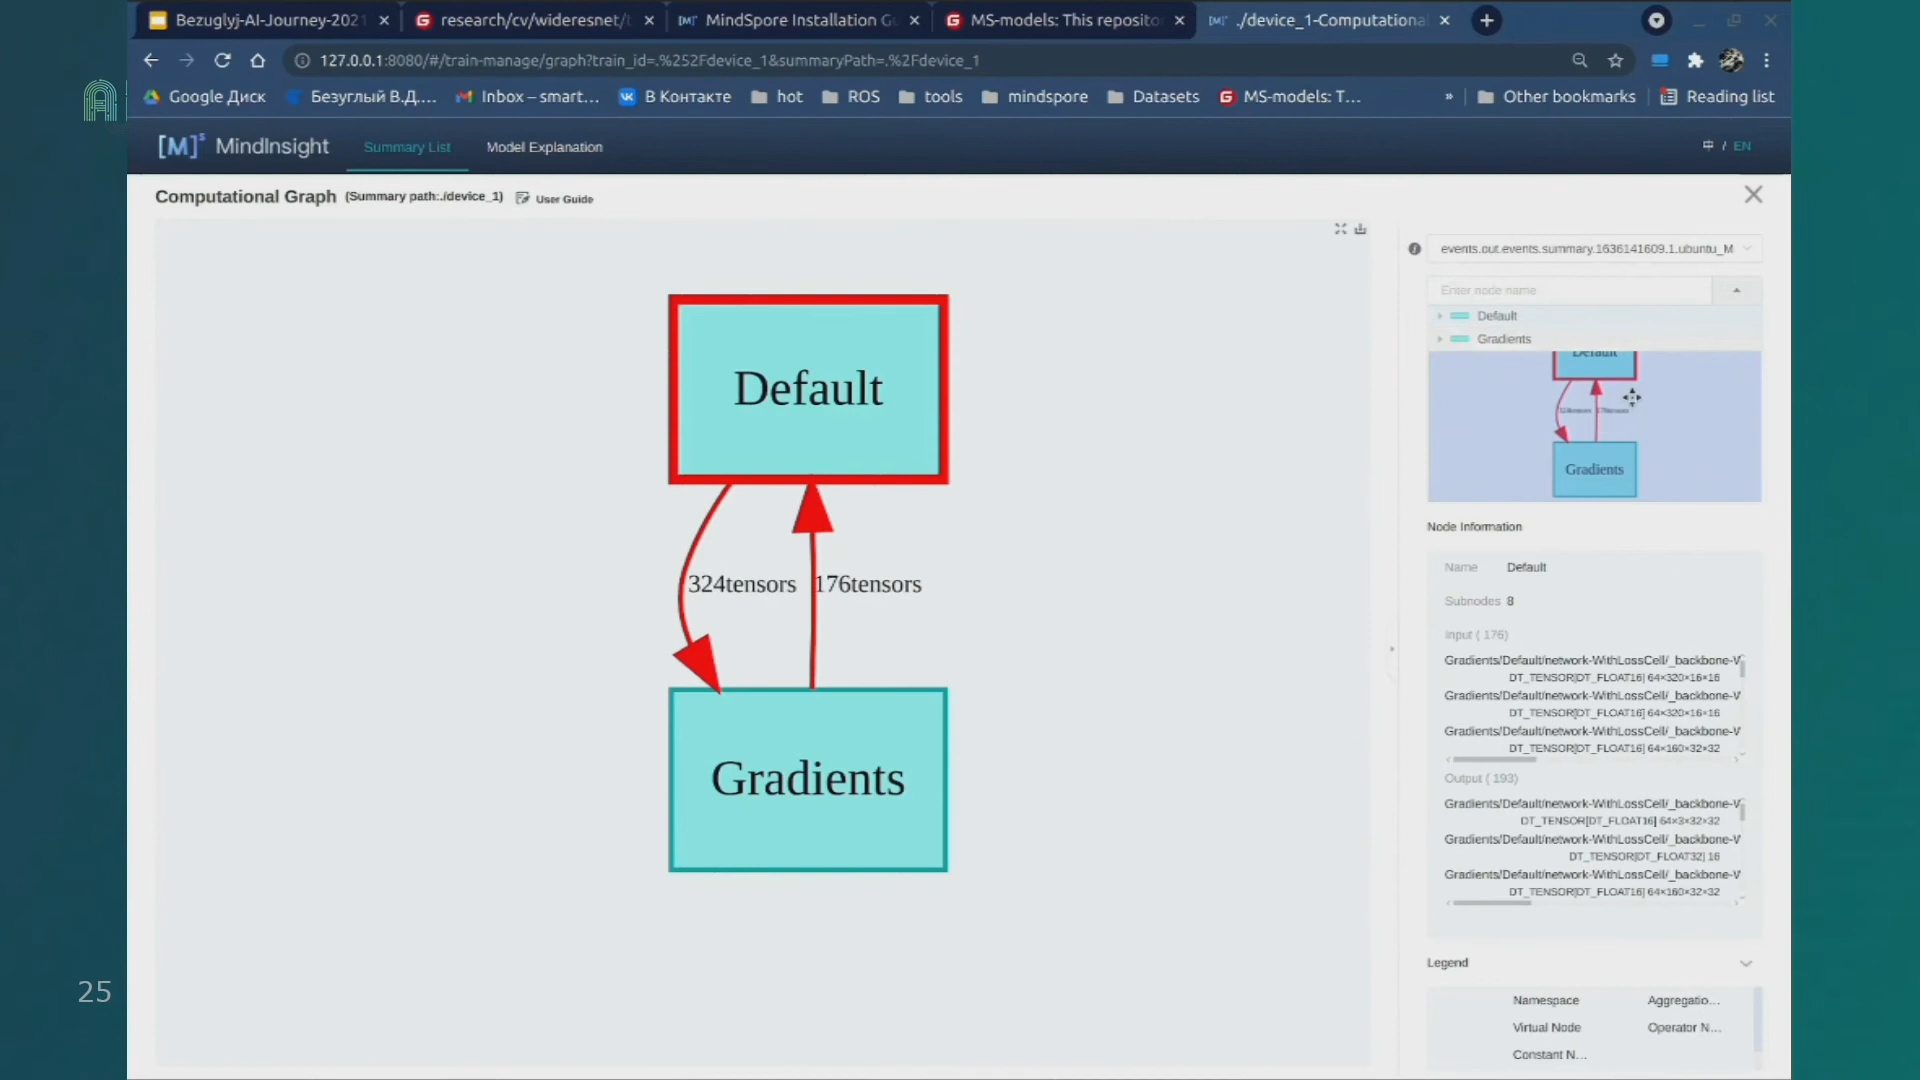 Bezuglyj-AI-Journey-2021
research/cv/wideresnet/t
MindSpore Installation Gu
MS-models: This reposito
./device_1-Computational
127.0.0.1:8080/#/train-manage/graph?train_id=.%252Fdevice_1&summaryPath=.%2Fdevice_1
Google Диск
Безуглый В.Д....
Inbox – smart...
В Контакте
hot
ROS
tools
mindspore
Datasets
MS-models: T...
»
Other bookmarks
Reading list
[M]s MindInsight
Summary List
Model Explanation
中 / EN
Computational Graph (Summary path:./device_1) User Guide
events.out.events.summary.1636141609.1.ubuntu_M
Enter node name
Default
Gradients
Default
324tensors
176tensors
Gradients
Default
324tensors 176tensors
Gradients
Node Information
Name Default
Subnodes 8
Input ( 176)
Gradients/Default/network-WithLossCell/_backbone-V
DT_TENSOR[DT_FLOAT16] 64×320×16×16
Gradients/Default/network-WithLossCell/_backbone-V
DT_TENSOR[DT_FLOAT16] 64×320×16×16
Gradients/Default/network-WithLossCell/_backbone-V
DT_TENSOR[DT_FLOAT16] 64×160×32×32
Output ( 193)
Gradients/Default/network-WithLossCell/_backbone-V
DT_TENSOR[DT_FLOAT16] 64×3×32×32
Gradients/Default/network-WithLossCell/_backbone-V
DT_TENSOR[DT_FLOAT32] 16
Gradients/Default/network-WithLossCell/_backbone-V
DT_TENSOR[DT_FLOAT16] 64×160×32×32
Legend
Namespace
Aggregatio...
Virtual Node
Operator N...
Constant N...
25